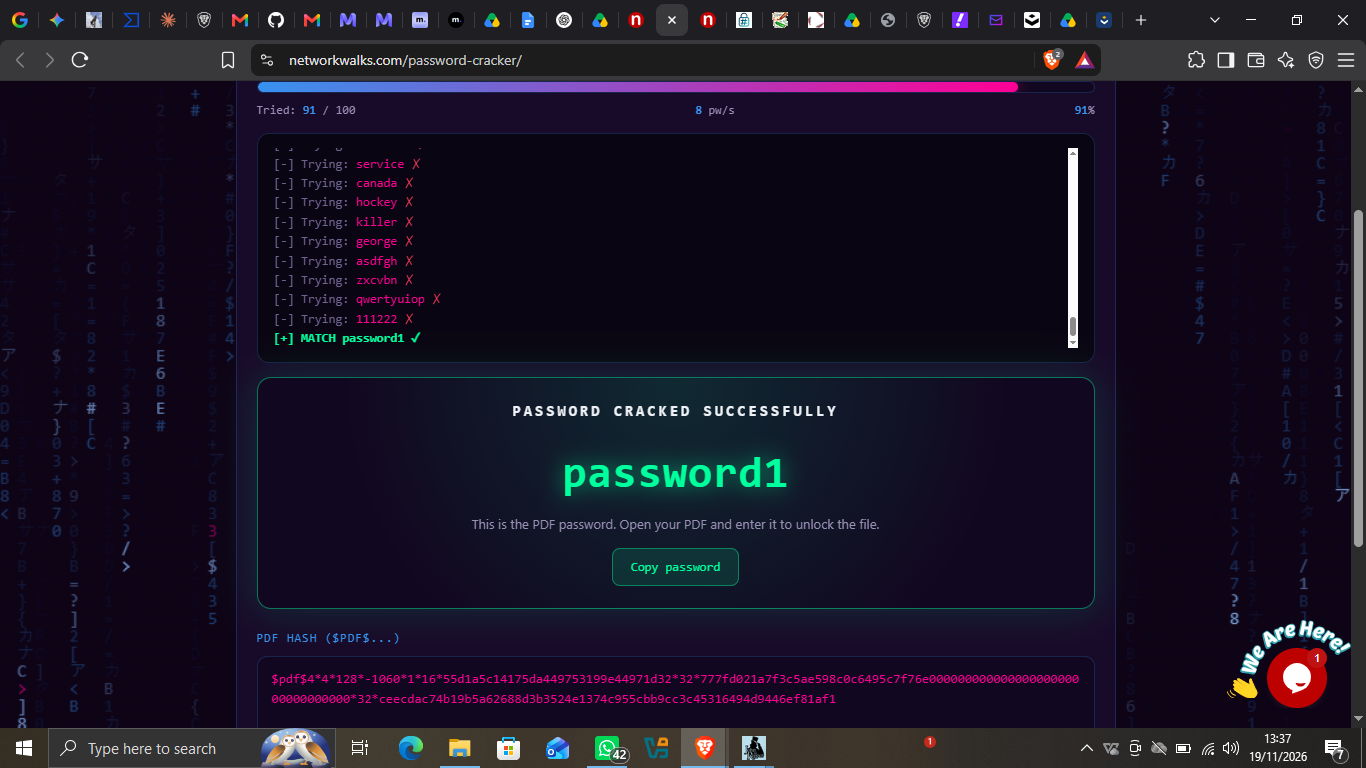 networkwalks.com/password-cracker/
2
Tried: 91 / 100
8 pw/s
91%
[-] Trying: service ✗
[-] Trying: canada ✗
[-] Trying: hockey ✗
[-] Trying: killer ✗
[-] Trying: george ✗
[-] Trying: asdfgh ✗
[-] Trying: zxcvbn ✗
[-] Trying: qwertyuiop ✗
[-] Trying: 111222 ✗
[+] MATCH password1 ✓
PASSWORD CRACKED SUCCESSFULLY
password1
This is the PDF password. Open your PDF and enter it to unlock the file.
Copy password
PDF HASH ($PDF$...)
$pdf$4*4*128*-1060*1*16*55d1a5c14175da449753199e44971d32*32*777fd021a7f3c5ae598c0c6495c7f76e0000000000000000000000
00000000000*32*ceecdac74b19b5a62688d3b3524e1374c955cbb9cc3c45316494d9446ef81af1
We Are Here!
1
Type here to search
42
1
13:37
19/11/2026
7